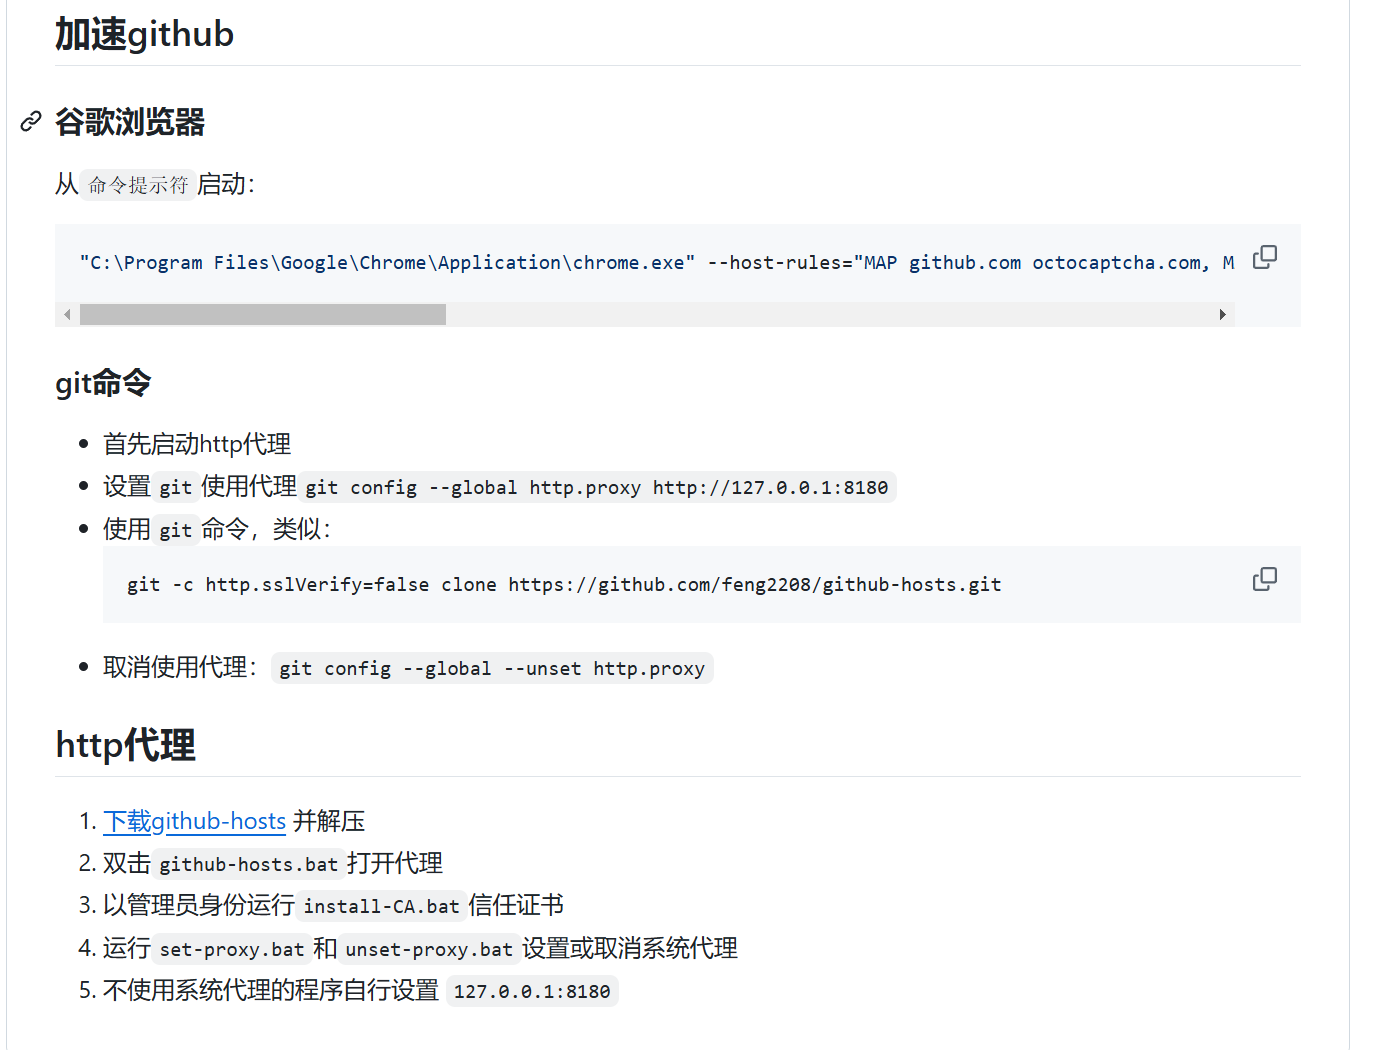 加速github
谷歌浏览器
从 命令提示符 启动：
"C:\Program Files\Google\Chrome\Application\chrome.exe" --host-rules="MAP github.com octocaptcha.com, M
git命令
首先启动http代理
设置 git 使用代理 git config --global http.proxy http://127.0.0.1:8180
使用 git 命令，类似：
git -c http.sslVerify=false clone https://github.com/feng2208/github-hosts.git
取消使用代理： git config --global --unset http.proxy
http代理
1. 下载github-hosts 并解压
2. 双击 github-hosts.bat 打开代理
3. 以管理员身份运行 install-CA.bat 信任证书
4. 运行 set-proxy.bat 和 unset-proxy.bat 设置或取消系统代理
5. 不使用系统代理的程序自行设置 127.0.0.1:8180